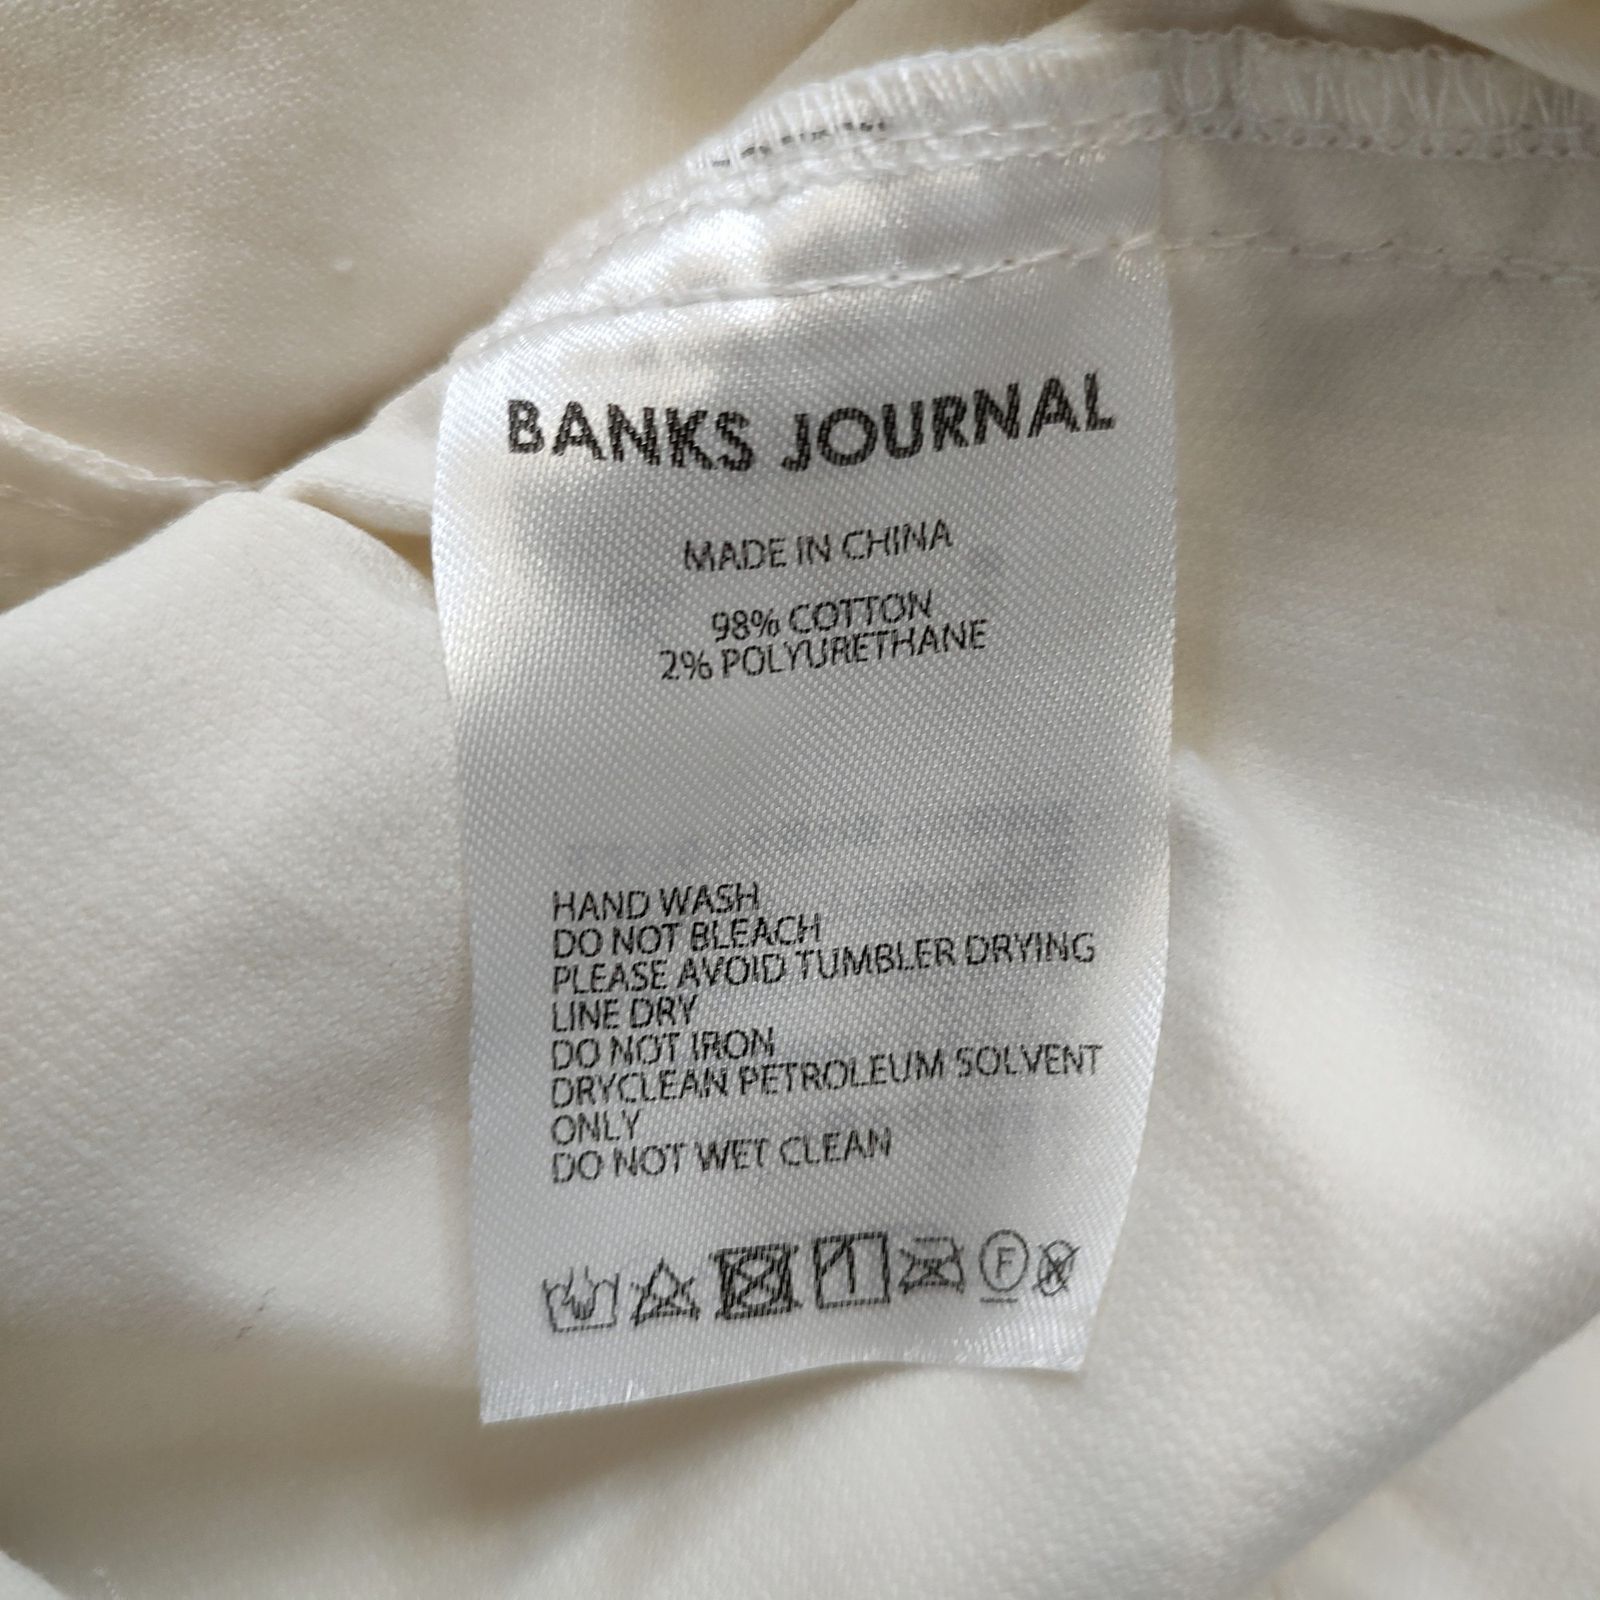 BANKS JOURNAL
MADE IN CHINA
98% COTTON
2% POLYURETHANE
HAND WASH
DO NOT BLEACH
PLEASE AVOID TUMBLER DRYING
LINE DRY
DO NOT IRON
DRYCLEAN PETROLEUM SOLVENT
ONLY
DO NOT WET CLEAN
F
W